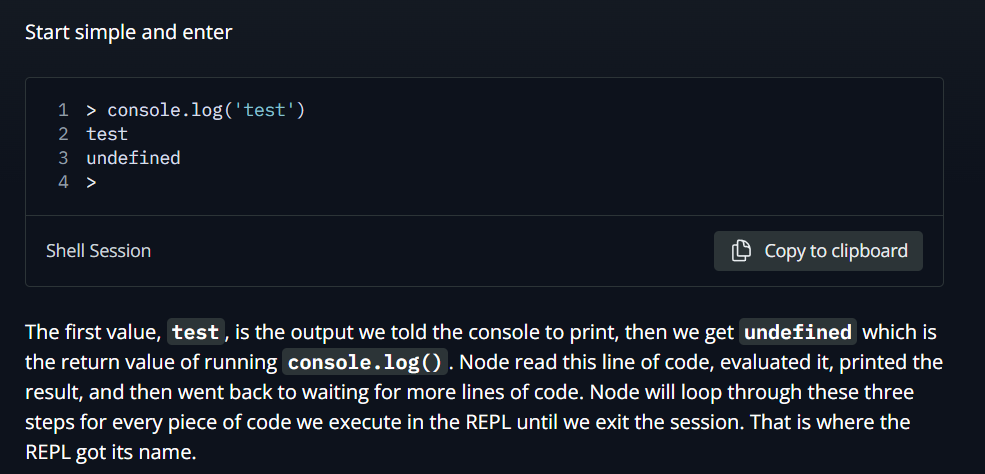 Start simple and enter
1 > console.log('test')
2 test
3 undefined
4 >
Shell Session
Copy to clipboard
The first value, test, is the output we told the console to print, then we get undefined which is
the return value of running console.log(). Node read this line of code, evaluated it, printed the
result, and then went back to waiting for more lines of code. Node will loop through these three
steps for every piece of code we execute in the REPL until we exit the session. That is where the
REPL got its name.